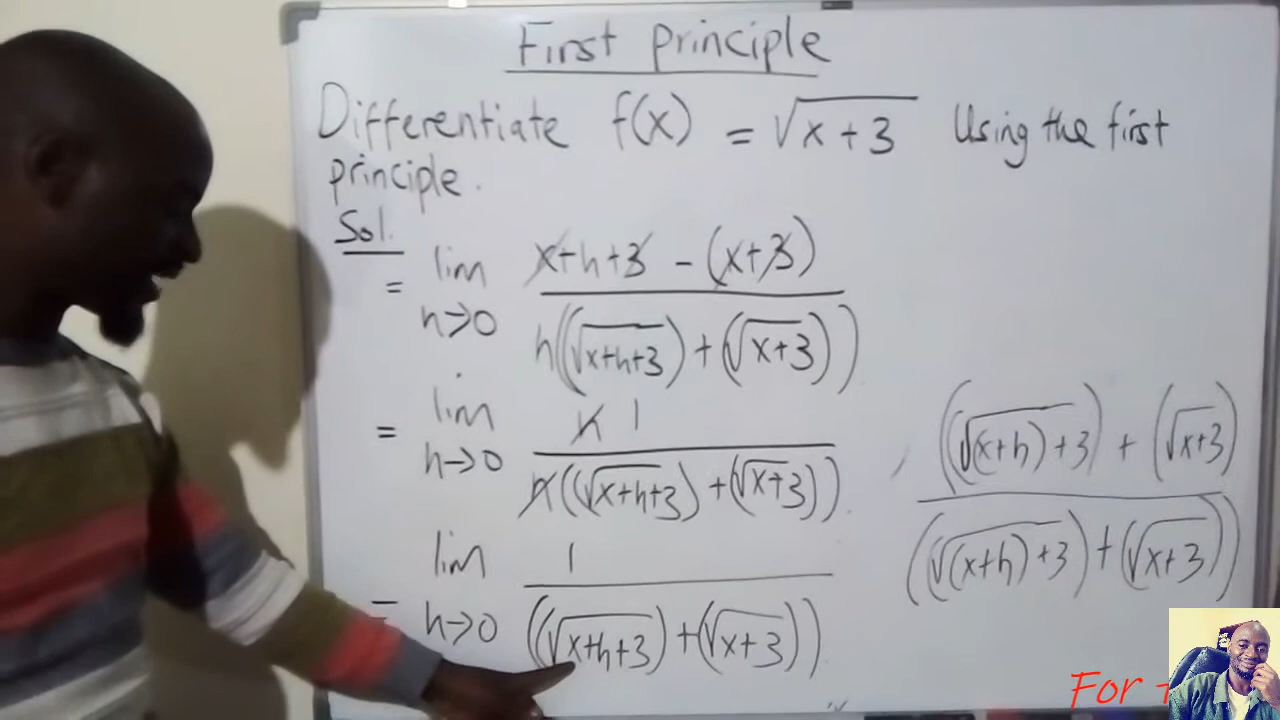 First principle
Differentiate f(x) = √(x+3) Using the first
principle.
Sol.
= lim h→0 (x+h+3 - (x+3)) / (h((√(x+h+3)) + (√(x+3))))
= lim h→0 h 1 / (h((√(x+h+3)) + (√(x+3))))
= lim h→0 1 / ((√(x+h+3)) + (√(x+3)))
((√((x+h)+3)) + (√(x+3))) / ((√((x+h)+3)) + (√(x+3)))
For